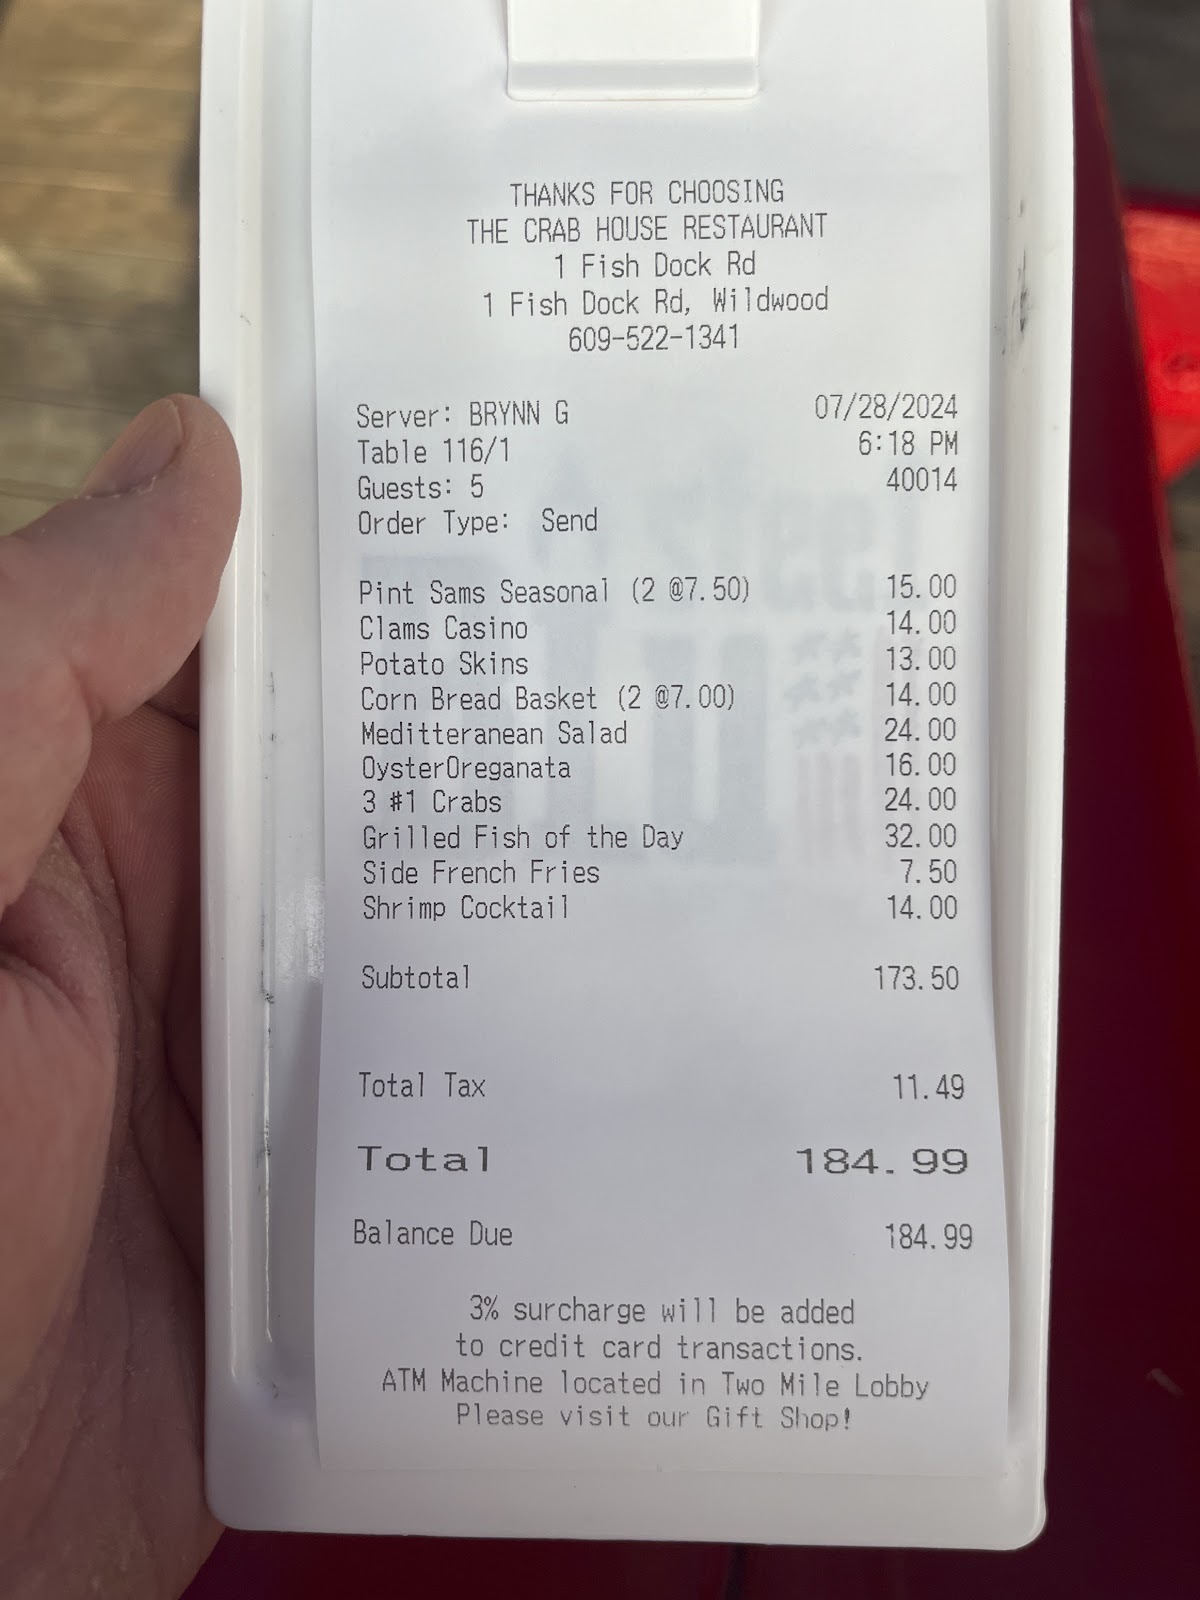 THANKS FOR CHOOSING
THE CRAB HOUSE RESTAURANT
1 Fish Dock Rd
1 Fish Dock Rd, Wildwood
609-522-1341
Server: BRYNN G 07/28/2024
Table 116/1 6:18 PM
Guests: 5 40014
Order Type: Send
Pint Sams Seasonal (2 @7.50) 15.00
Clams Casino 14.00
Potato Skins 13.00
Corn Bread Basket (2 @7.00) 14.00
Meditteranean Salad 24.00
OysterOreganata 16.00
3 #1 Crabs 24.00
Grilled Fish of the Day 32.00
Side French Fries 7.50
Shrimp Cocktail 14.00
Subtotal 173.50
Total Tax 11.49
Total 184.99
Balance Due 184.99
3% surcharge will be added
to credit card transactions.
ATM Machine located in Two Mile Lobby
Please visit our Gift Shop!